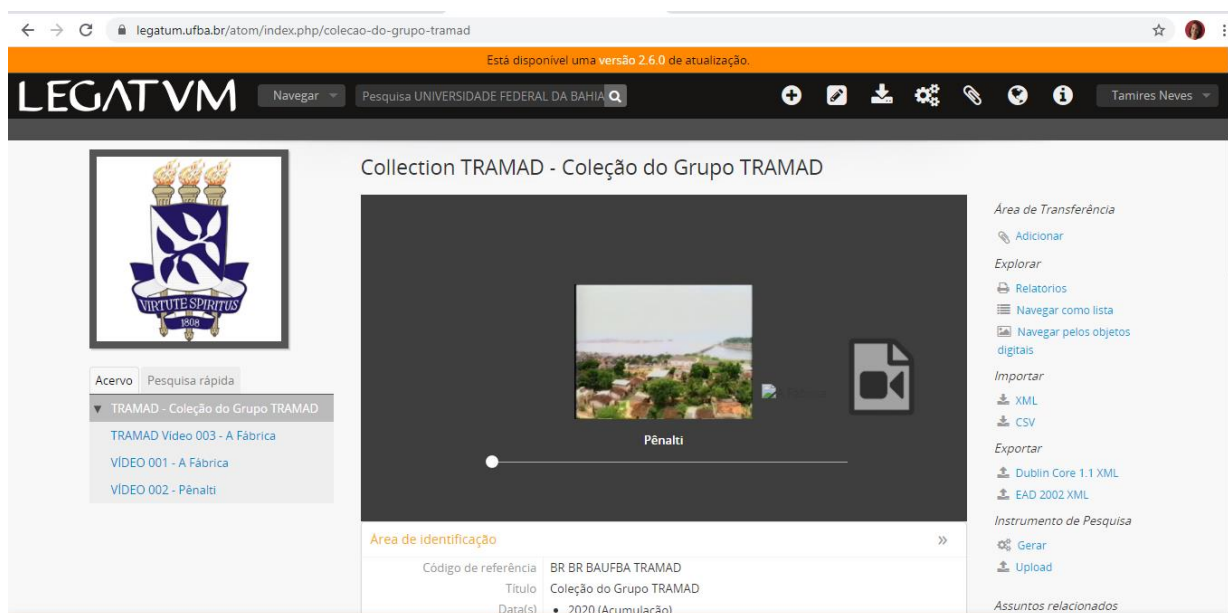 legatum.ufba.br/atom/index.php/colecao-do-grupo-tramad
Está disponível uma versão 2.6.0 de atualização.
LEGATVM
Navegar
Pesquisa UNIVERSIDADE FEDERAL DA BAHIA
Tamires Neves
VIRTUTE SPIRITUS
1808
Acervo
Pesquisa rápida
TRAMAD - Coleção do Grupo TRAMAD
TRAMAD Vídeo 003 - A Fábrica
VÍDEO 001 - A Fábrica
VÍDEO 002 - Pênalti
Collection TRAMAD - Coleção do Grupo TRAMAD
Pênalti
Área de identificação
Código de referência BR BR BAUFBA TRAMAD
Título Coleção do Grupo TRAMAD
Data(s) • 2020 (Acumulação)
Área de Transferência
Adicionar
Explorar
Relatórios
Navegar como lista
Navegar pelos objetos
digitais
Importar
XML
CSV
Exportar
Dublin Core 1.1 XML
EAD 2002 XML
Instrumento de Pesquisa
Gerar
Upload
Assuntos relacionados